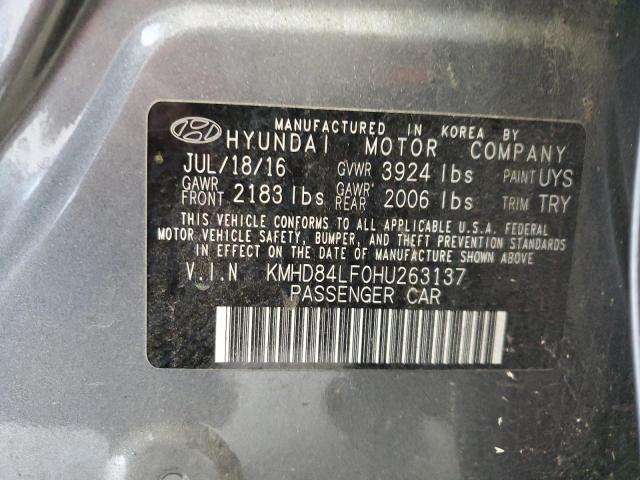 MANUFACTURED IN KOREA BY
HYUNDAI MOTOR COMPANY
JUL/18/16 GVWR 3924 lbs PAINT UYS
GAWR FRONT 2183 lbs GAWR REAR 2006 lbs TRIM TRY
THIS VEHICLE CONFORMS TO ALL APPLICABLE U.S.A. FEDERAL
MOTOR VEHICLE SAFETY, BUMPER, AND THEFT PREVENTION STANDARDS
IN EFFECT ON THE DATE OF MANUFACTURE SHOWN ABOVE.
V.I.N KMHD84LF0HU263137
PASSENGER CAR